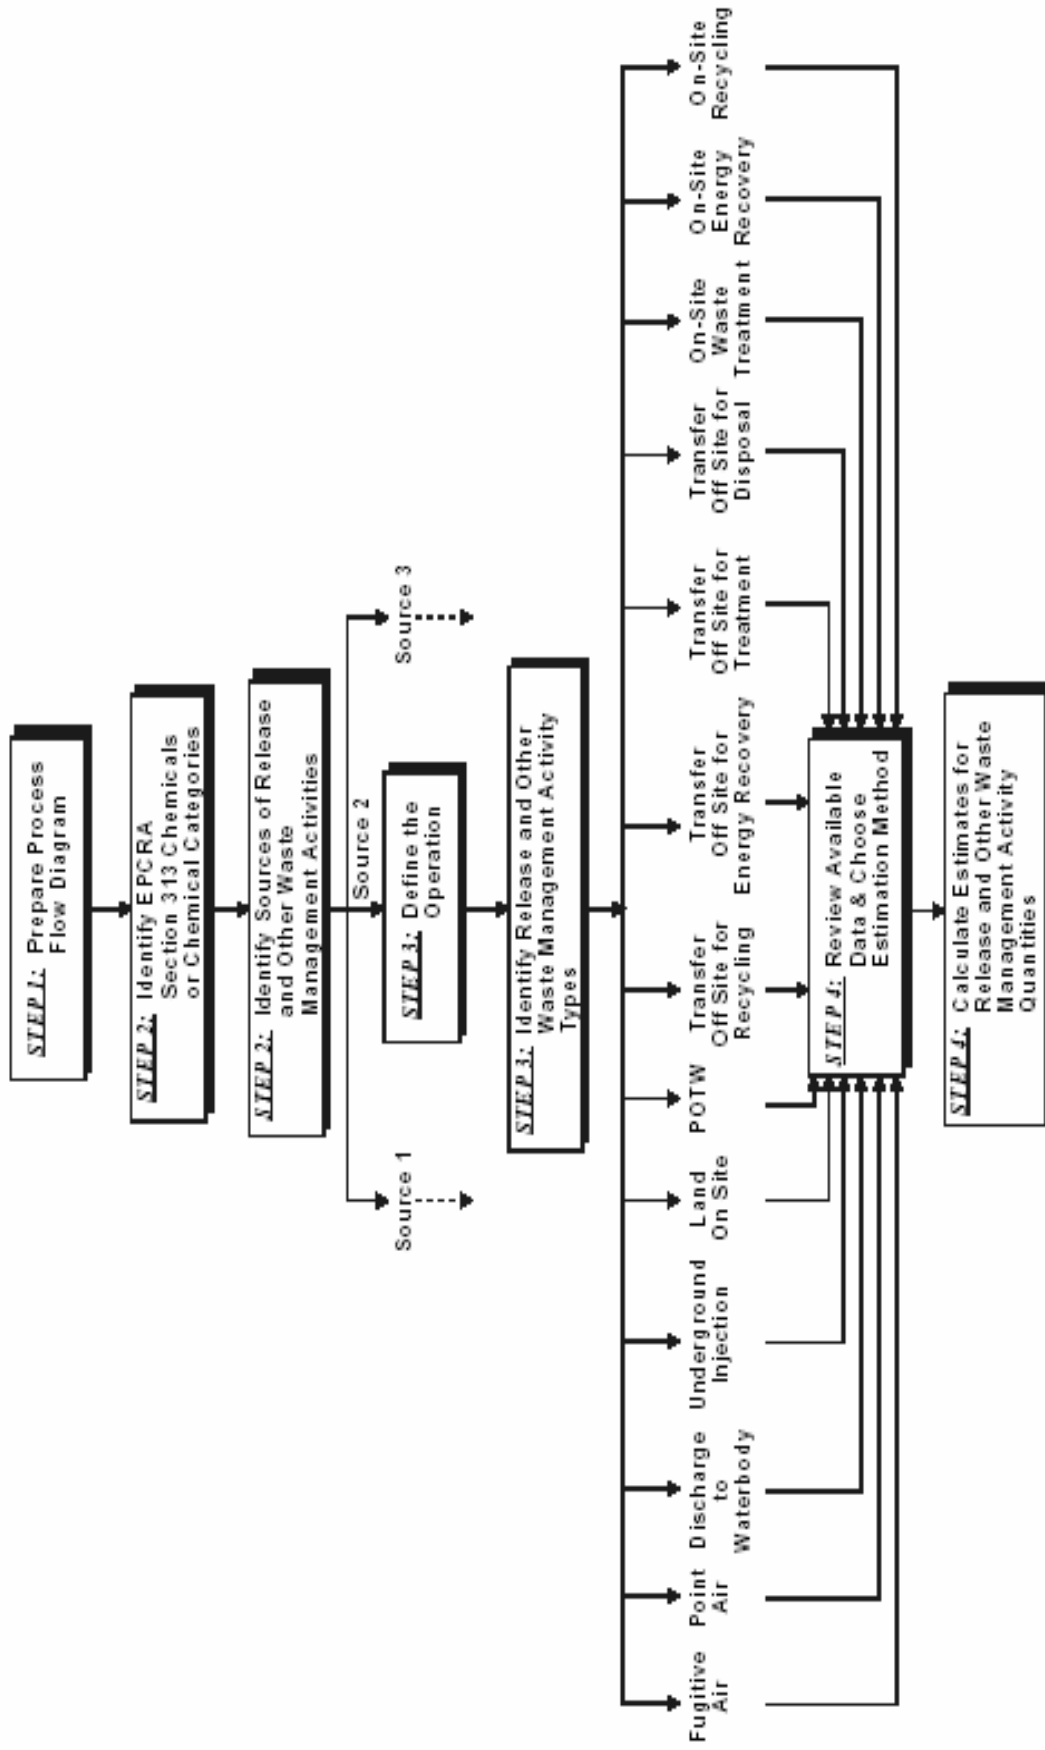 STEP 1: Prepare Process
Flow Diagram
STEP 2: Identify EPCRA
Section 313 Chemicals
or Chemical Categories
STEP 2: Identify Sources of Release
and Other Waste
Management Activities
Source 1
Source 2
Source 3
STEP 3: Define the
Operation
STEP 3: Identify Release and Other
Waste Management Activity
Types
Fugitive
Air
Point
Air
Discharge
to
Waterbody
Underground
Injection
Land
On Site
POTW
Transfer
Off Site for
Recycling
Transfer
Off Site for
Energy Recovery
Transfer
Off Site for
Treatment
Transfer
Off Site for
Disposal
On-Site
Waste
Treatment
On-Site
Energy
Recovery
On-Site
Recycling
STEP 4: Review Available
Data & Choose
Estimation Method
STEP 4: Calculate Estimates for
Release and Other Waste
Management Activity
Quantities